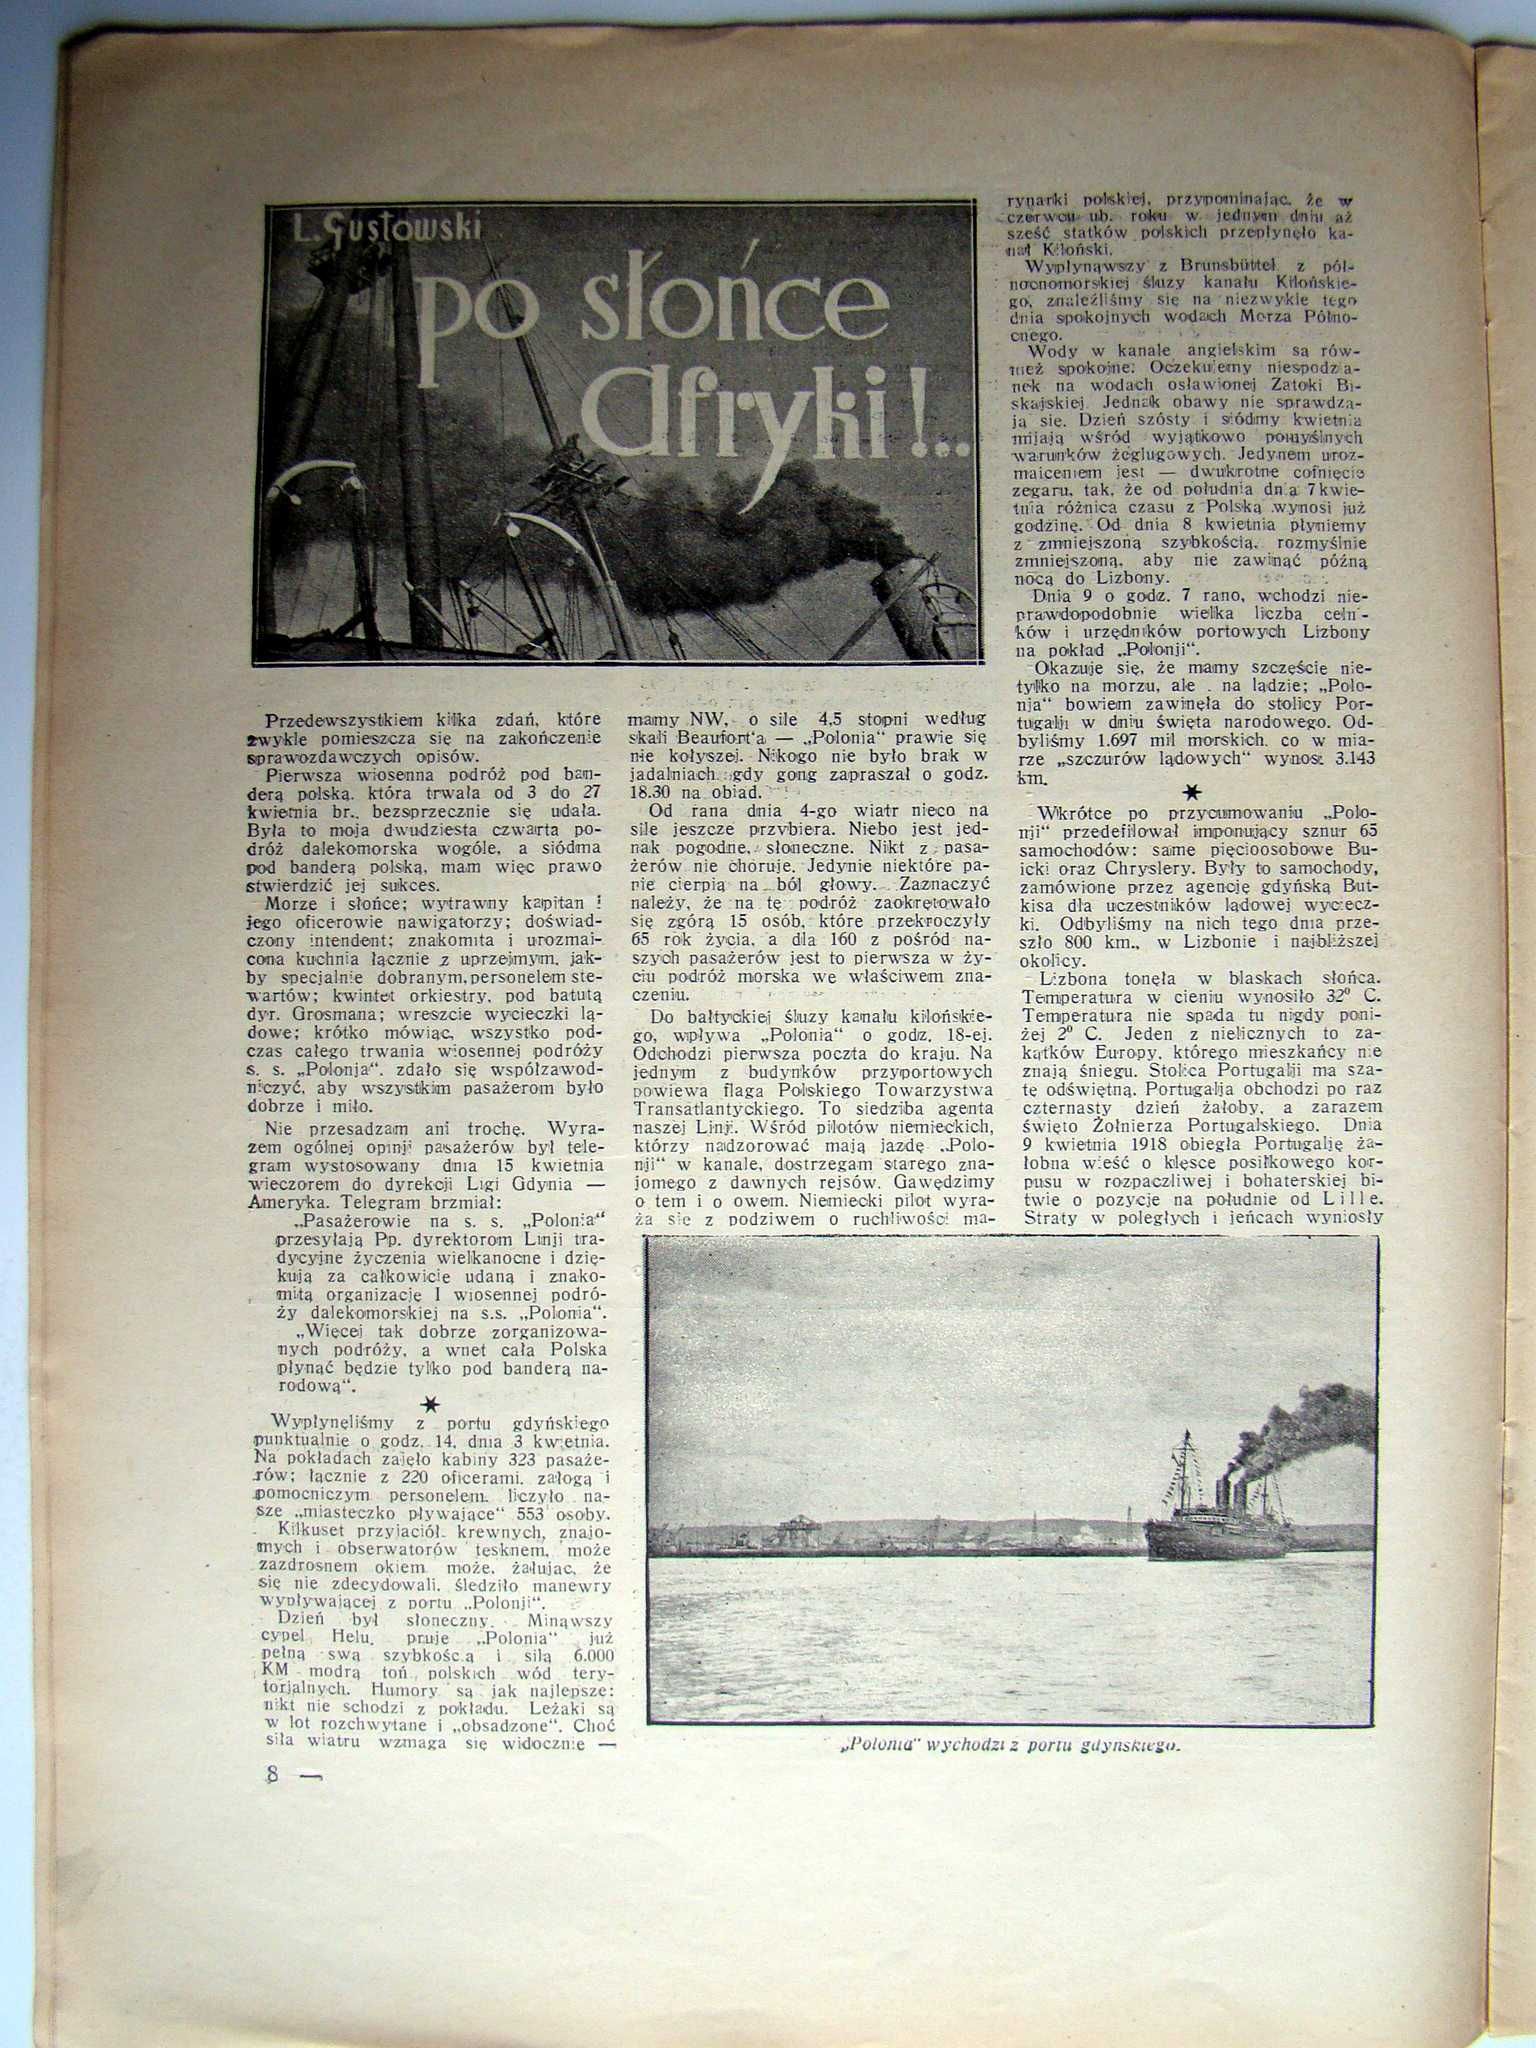 L. Gustowski
po słońce
Afryki!...
Przedewszystkiem kilka zdań, które
zwykle pomieszcza się na zakończenie
sprawozdawczych opisów.
Pierwsza wiosenna podróż pod ban-
derą polską, która trwała od 3 do 27
kwietnia br., bezsprzecznie się udała.
Była to moja dwudziesta czwarta po-
dróż dalekomorska wogóle, a siódma
pod banderą polską, mam więc prawo
stwierdzić jej sukces.
Morze i słońce; wytrawny kapitan i
jego oficerowie nawigatorzy; doświad-
czony intendent; znakomita i urozmai-
cona kuchnia łącznie z uprzejmym, jak-
by specjalnie dobranym, personelem ste-
wartów; kwintet orkiestry, pod batutą
dyr. Grosmana; wreszcie wycieczki lą-
dowe; krótko mówiąc, wszystko pod-
czas całego trwania wiosennej podróży
s. s. „Polonja“, zdało się współzawod-
niczyć, aby wszystkim pasażerom było
dobrze i miło.
Nie przesadzam ani trochę. Wyra-
zem ogólnej opinji pasażerów był tele-
gram wystosowany dnia 15 kwietnia
wieczorem do dyrekcji Ligi Gdynia —
Ameryka. Telegram brzmiał:
„Pasażerowie na s. s. „Polonia“
przesyłają Pp. dyrektorom Linji tra-
dycyjne życzenia wielkanocne i dzię-
kują za całkowicie udaną i znako-
mitą organizację I wiosennej podró-
ży dalekomorskiej na s.s. „Polonia“.
„Więcej tak dobrze zorganizowa-
nych podróży, a wnet cała Polska
płynąć będzie tylko pod banderą na-
rodową“.
*
Wypłynęliśmy z portu gdyńskiego
punktualnie o godz. 14, dnia 3 kwietnia.
Na pokładach zajęło kabiny 323 pasaże-
rów; łącznie z 220 oficerami, załogą i
pomocniczym personelem, liczyło na-
sze „miasteczko pływające“ 553 osoby.
Kilkuset przyjaciół, krewnych, znajo-
mych i obserwatorów tęsknem, może
zazdrosnem okiem może, żałując, że
się nie zdecydowali, śledziło manewry
wypływającej z portu „Polonji“.
Dzień był słoneczny. Minąwszy
cypel Helu, pruje „Polonia“ już
pełną swą szybkością i siłą 6.000
KM modrą toń polskich wód tery-
torjalnych. Humory są jak najlepsze:
nikt nie schodzi z pokładu. Leżaki są
w lot rozchwytane i „obsadzone“. Choć
siła wiatru wzmaga się widocznie —
mamy NW, o sile 4,5 stopni według
skali Beaufort'a — „Polonia“ prawie się
nie kołysze. Nikogo nie było brak w
jadalniach, gdy gong zapraszał o godz.
18.30 na obiad.
Od rana dnia 4-go wiatr nieco na
sile jeszcze przybiera. Niebo jest jed-
nak pogodne, słoneczne. Nikt z pasa-
żerów nie choruje. Jedynie niektóre pa-
nie cierpią na ból głowy. Zaznaczyć
należy, że na tę podróż zaokrętowało
się zgórą 15 osób, które przekroczyły
65 rok życia, a dla 160 z pośród na-
szych pasażerów jest to pierwsza w ży-
ciu podróż morska we właściwem zna-
czeniu.
Do bałtyckiej śluzy kanału kilońskie-
go, wpływa „Polonia“ o godz. 18-ej.
Odchodzi pierwsza poczta do kraju. Na
jednym z budynków przyportowych
powiewa flaga Polskiego Towarzystwa
Transatlantyckiego. To siedziba agenta
naszej Linji. Wśród pilotów niemieckich,
którzy nadzorować mają jazdę „Polo-
nji“ w kanale, dostrzegam starego zna-
jomego z dawnych rejsów. Gawędzimy
o tem i o owem. Niemiecki pilot wyra-
ża się z podziwem o ruchliwości ma-
rynarki polskiej, przypominając, że w
czerwcu ub. roku w jednym dniu aż
sześć statków polskich przepłynęło ka-
nał Kiloński.
Wypłynąwszy z Brunsbüttel z pół-
nocnomorskiej śluzy kanału Kilońskie-
go, znaleźliśmy się na niezwykle tego
dnia spokojnych wodach Morza Półno-
cnego.
Wody w kanale angielskim są rów-
nież spokojne. Oczekujemy niespodzia-
nek na wodach osławionej Zatoki Bi-
skajskiej. Jednak obawy nie sprawdza-
ją się. Dzień szósty i siódmy kwietnia
mijają wśród wyjątkowo pomyślnych
warunków żeglugowych. Jedynem uroz-
maiceniem jest — dwukrotne cofnięcie
zegaru, tak, że od południa dnia 7 kwie-
tnia różnica czasu z Polską wynosi już
godzinę. Od dnia 8 kwietnia płyniemy
z zmniejszoną szybkością, rozmyślnie
zmniejszoną, aby nie zawinąć późną
nocą do Lizbony.
Dnia 9 o godz. 7 rano, wchodzi nie-
prawdopodobnie wielka liczba celni-
ków i urzędników portowych Lizbony
na pokład „Polonji“.
Okazuje się, że mamy szczęście nie-
tylko na morzu, ale na lądzie; „Polo-
nja“ bowiem zawinęła do stolicy Por-
tugalji w dniu święta narodowego. Od-
byliśmy 1.697 mil morskich, co w mia-
rze „szczurów lądowych“ wynosi 3.143
km.
*
Wkrótce po przycumowaniu „Polo-
nji“ przedefilował imponujący sznur 65
samochodów: same pięcioosobowe Bu-
icki oraz Chryslery. Były to samochody,
zamówione przez agencję gdyńską But-
kisa dla uczestników lądowej wyciecz-
ki. Odbyliśmy na nich tego dnia prze-
szło 800 km., w Lizbonie i najbliższej
okolicy.
Lizbona tonęła w blaskach słońca.
Temperatura w cieniu wynosiło 32° C.
Temperatura nie spada tu nigdy poni-
żej 2° C. Jeden z nielicznych to za-
kątków Europy, którego mieszkańcy nie
znają śniegu. Stolica Portugalji ma sza-
tę odświętną. Portugalja obchodzi po raz
czternasty dzień żałoby, a zarazem
święto Żołnierza Portugalskiego. Dnia
9 kwietnia 1918 obiegła Portugalję ża-
łobna wieść o klęsce posiłkowego kor-
pusu w rozpaczliwej i bohaterskiej bi-
twie o pozycje na południe od Lille.
Straty w poległych i jeńcach wyniosły
„Polonia“ wychodzi z portu gdyńskiego.
8 —